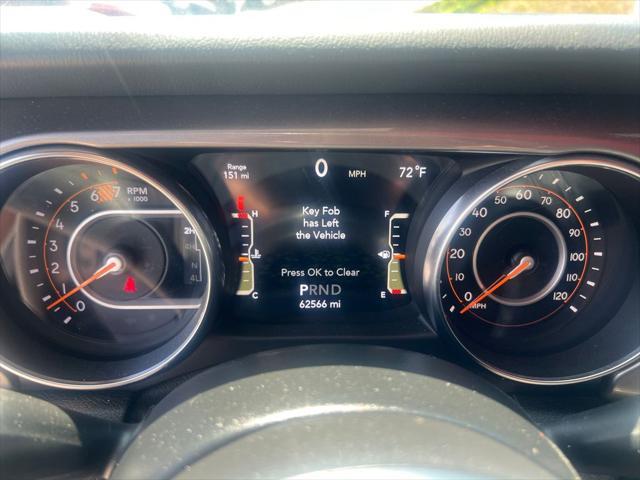 Range
151 mi
0 MPH
72°F
Key Fob
has Left
the Vehicle
Press OK to Clear
PRND
62566 mi
H
C
F
E
RPM
x 1000
0
1
2
3
4
5
6
7
2H
N
4L
0
10
20
30
40
50
60
70
80
100
120
MPH